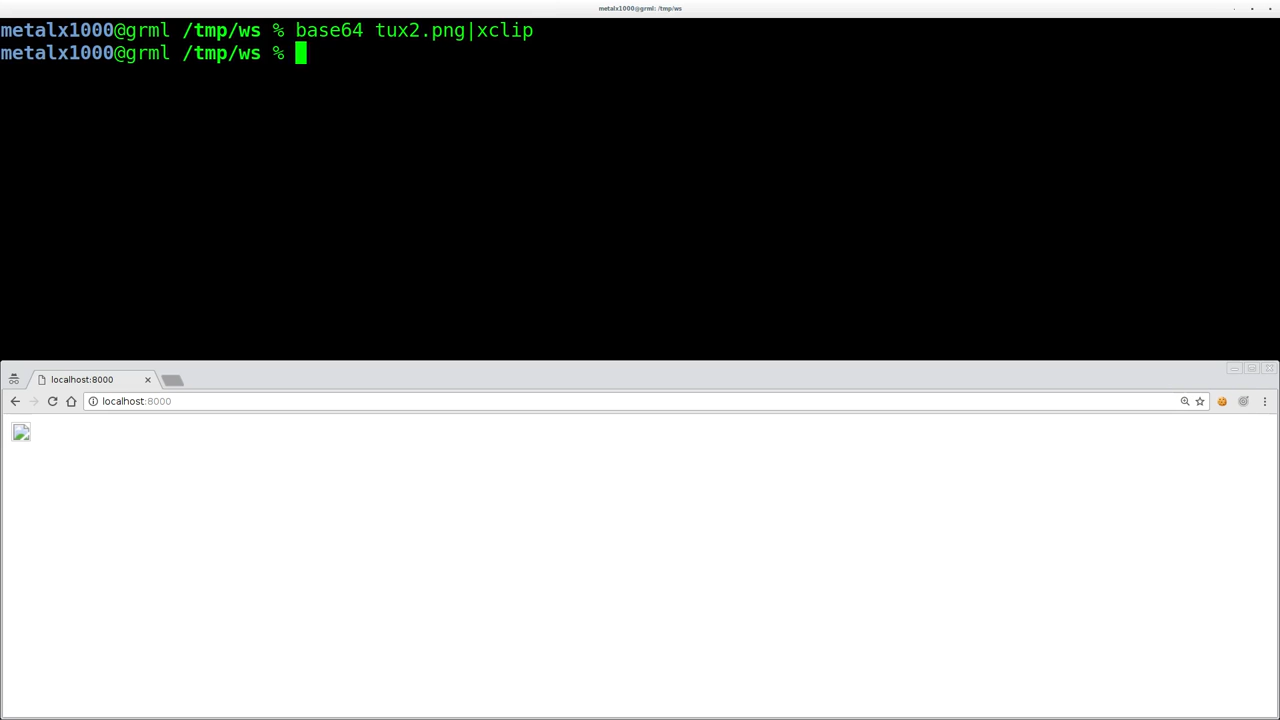 metalx1000@grml: /tmp/ws
metalx1000@grml /tmp/ws % base64 tux2.png|xclip
metalx1000@grml /tmp/ws %
localhost:8000
localhost:8000